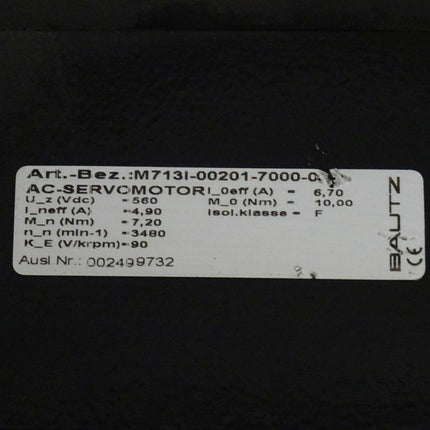 Art.-Bez.:M713I-00201-7000-0
AC-SERVOMOTOR I_0eff (A) = 6,70
U_z (Vdc) = 560 M_0 (Nm) = 10,00
I_neff (A) =4,90 Isol.klasse = F
M_n (Nm) = 7,20
n_n (min-1) =3480
K_E (V/krpm)=90
Ausl.Nr.: 002499732
BAUTZ
CE